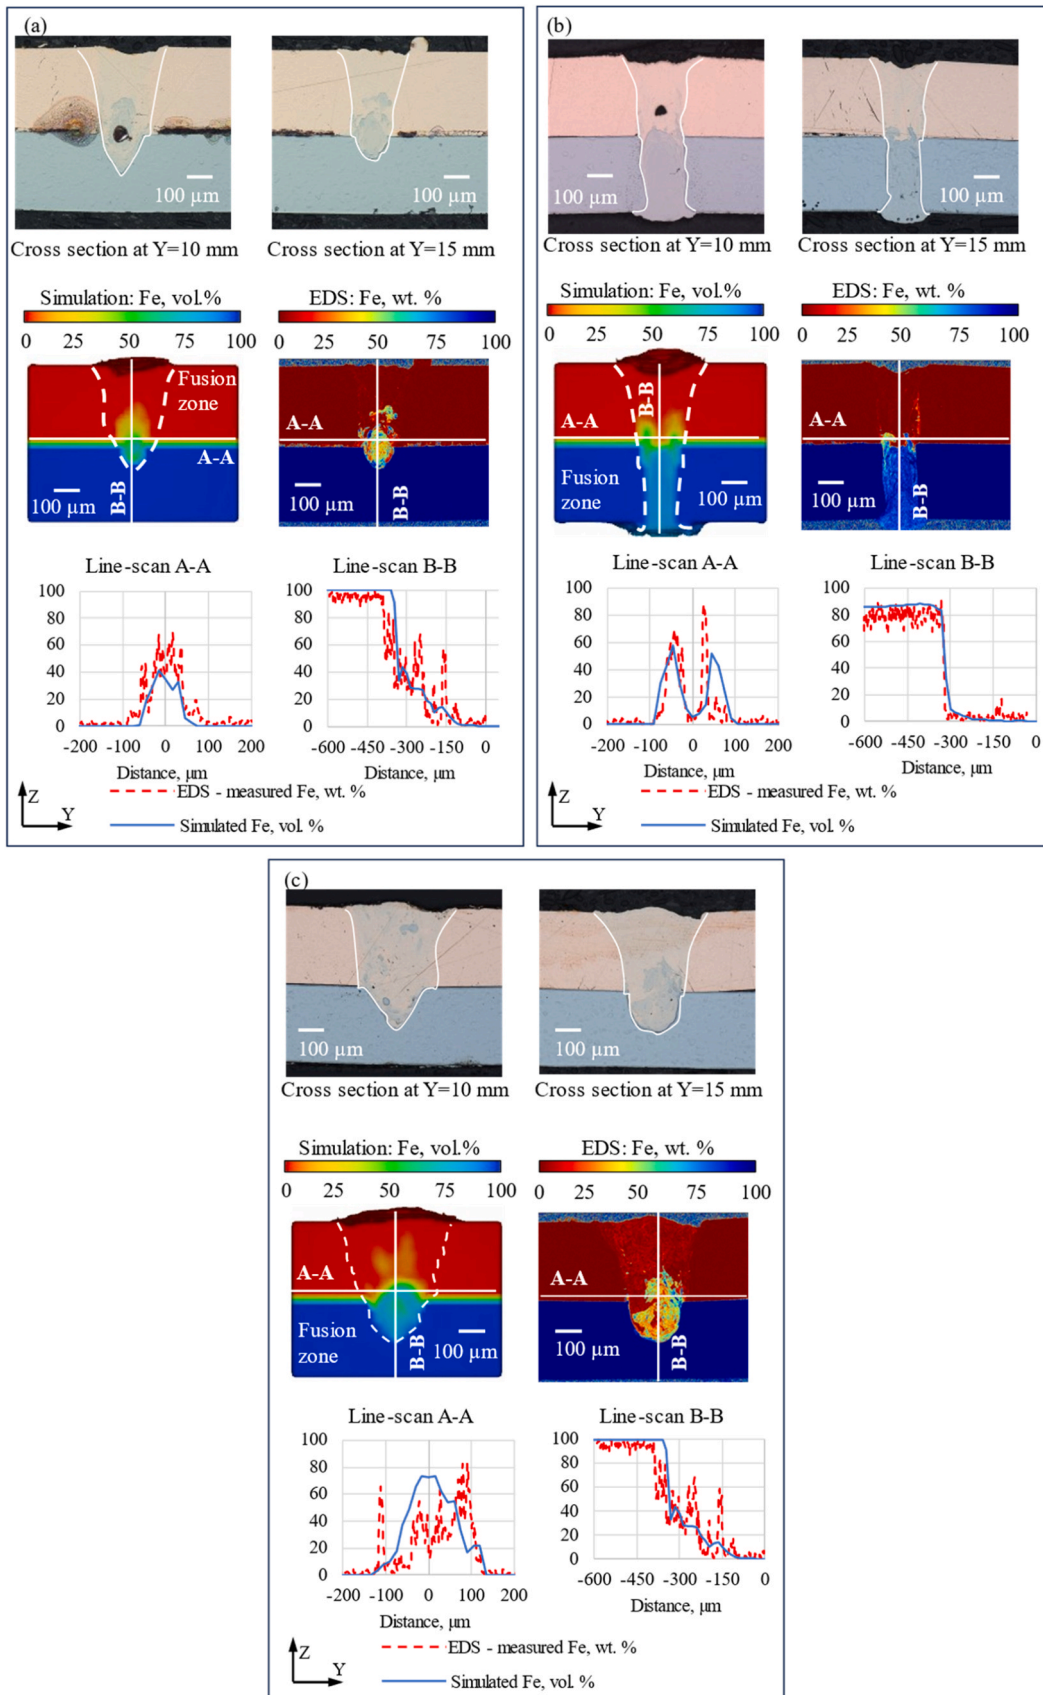 (a)
100 µm
100 µm
Cross section at Y=10 mm
Cross section at Y=15 mm
Simulation: Fe, vol.%
EDS: Fe, wt. %
0 25 50 75 100
0 25 50 75 100
Fusion
zone
A-A
A-A
100 µm
B-B
100 µm
B-B
Line-scan A-A
Line-scan B-B
100
80
60
40
20
0
-200 -100 0 100 200
Distance, µm
100
80
60
40
20
0
-600 -450 -300 -150 0
Distance, µm
Z
Y
EDS - measured Fe, wt. %
Simulated Fe, vol. %
(b)
100 µm
100 µm
Cross section at Y=10 mm
Cross section at Y=15 mm
Simulation: Fe, vol.%
EDS: Fe, wt. %
0 25 50 75 100
0 25 50 75 100
B-B
A-A
A-A
Fusion
zone
100 µm
100 µm
B-B
Line-scan A-A
Line-scan B-B
100
80
60
40
20
0
-200 -100 0 100 200
Distance, µm
100
80
60
40
20
0
-600 -450 -300 -150 0
Distance, µm
Z
Y
EDS - measured Fe, wt. %
Simulated Fe, vol. %
(c)
100 µm
100 µm
Cross section at Y=10 mm
Cross section at Y=15 mm
Simulation: Fe, vol.%
EDS: Fe, wt. %
0 25 50 75 100
0 25 50 75 100
A-A
A-A
Fusion
zone
B-B
100 µm
100 µm
B-B
Line-scan A-A
Line-scan B-B
100
80
60
40
20
0
-200 -100 0 100 200
Distance, µm
100
80
60
40
20
0
-600 -450 -300 -150 0
Distance, µm
Z
Y
EDS - measured Fe, wt. %
Simulated Fe, vol. %